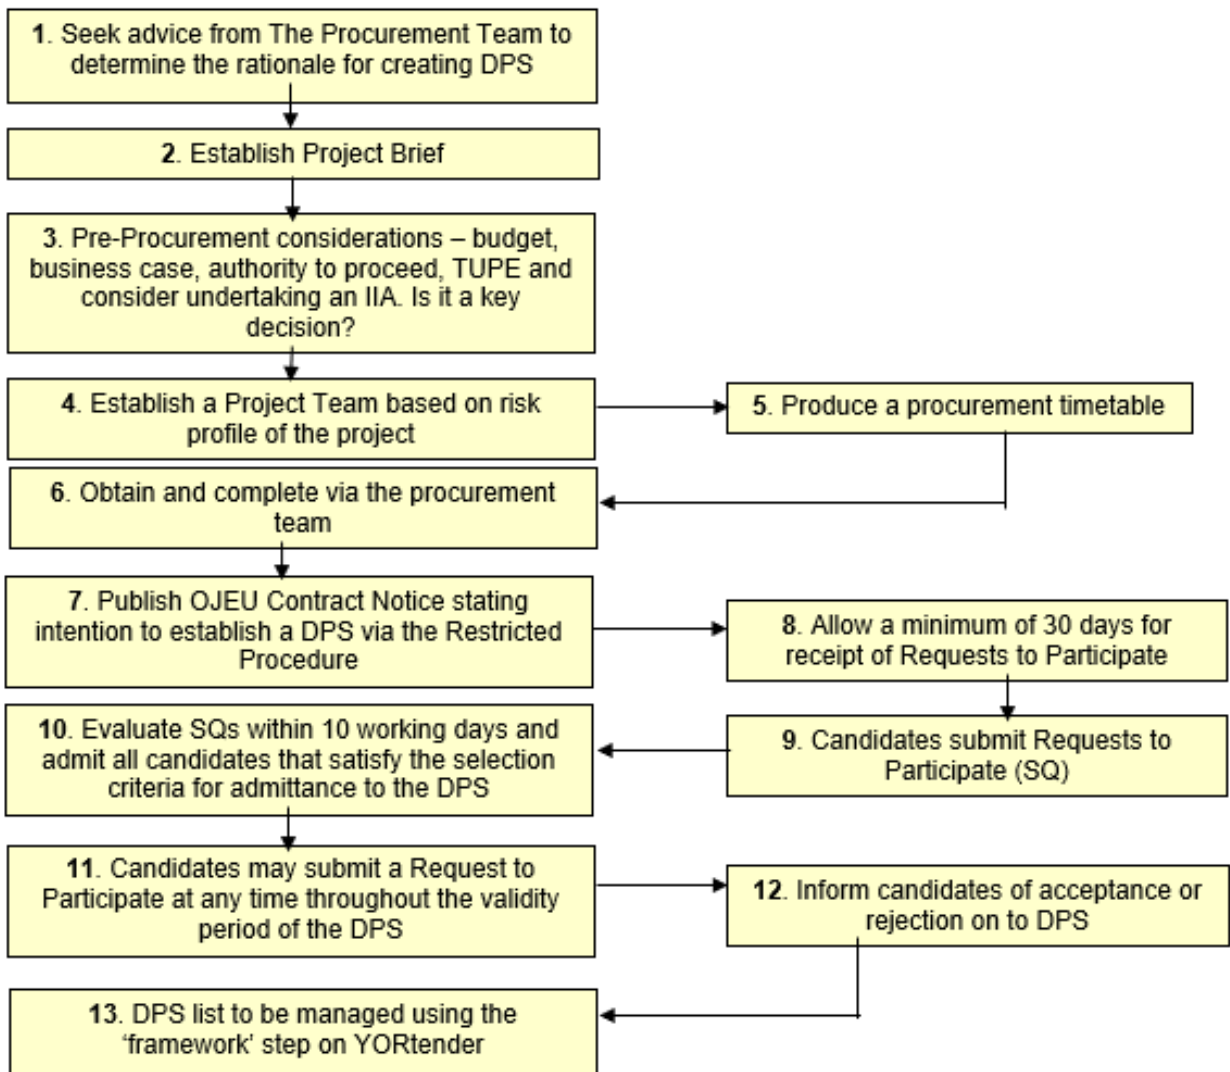 1. Seek advice from The Procurement Team to
determine the rationale for creating DPS
2. Establish Project Brief
3. Pre-Procurement considerations – budget,
business case, authority to proceed, TUPE and
consider undertaking an IIA. Is it a key
decision?
4. Establish a Project Team based on risk
profile of the project
5. Produce a procurement timetable
6. Obtain and complete via the procurement
team
7. Publish OJEU Contract Notice stating
intention to establish a DPS via the Restricted
Procedure
8. Allow a minimum of 30 days for
receipt of Requests to Participate
9. Candidates submit Requests to
Participate (SQ)
10. Evaluate SQs within 10 working days and
admit all candidates that satisfy the selection
criteria for admittance to the DPS
11. Candidates may submit a Request to
Participate at any time throughout the validity
period of the DPS
12. Inform candidates of acceptance or
rejection on to DPS
13. DPS list to be managed using the
‘framework’ step on YORtender